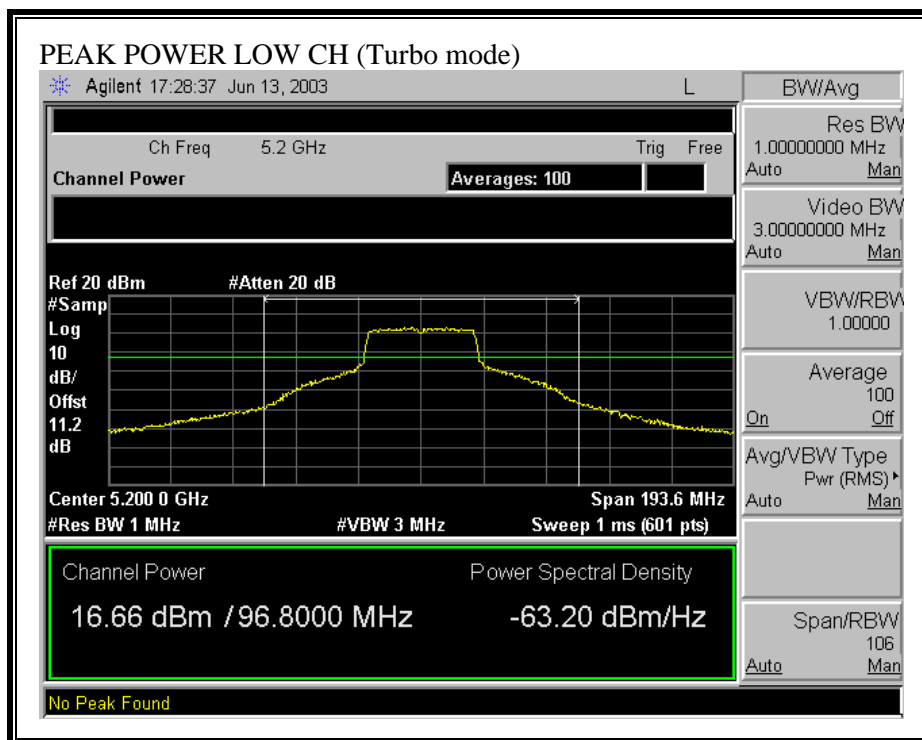 PEAK POWER LOW CH (Turbo mode)
Agilent 17:28:37 Jun 13, 2003 L
BW/Avg
Ch Freq 5.2 GHz Trig Free
Channel Power Averages: 100
Ref 20 dBm #Atten 20 dB
#Samp
Log
10
dB/
Offst
11.2
dB
Center 5.200 0 GHz Span 193.6 MHz
#Res BW 1 MHz #VBW 3 MHz Sweep 1 ms (601 pts)
Channel Power Power Spectral Density
16.66 dBm / 96.8000 MHz -63.20 dBm/Hz
No Peak Found
Res BW
1.00000000 MHz
Auto Man
Video BW
3.00000000 MHz
Auto Man
VBW/RBW
1.00000
Average
100
On Off
Avg/VBW Type
Pwr (RMS)
Auto Man
Span/RBW
106
Auto Man